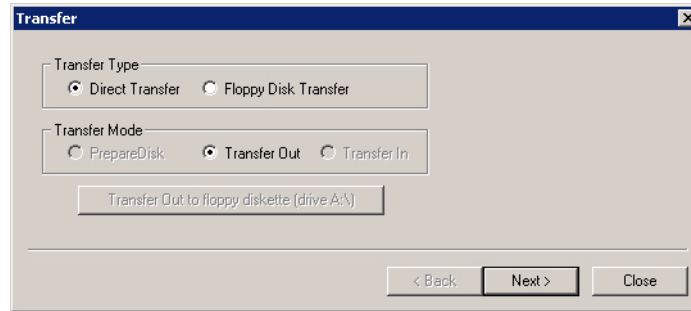 Transfer
Transfer Type
Direct Transfer Floppy Disk Transfer
Transfer Mode
PrepareDisk Transfer Out Transfer In
Transfer Out to floppy diskette (drive A:\)
< Back Next > Close